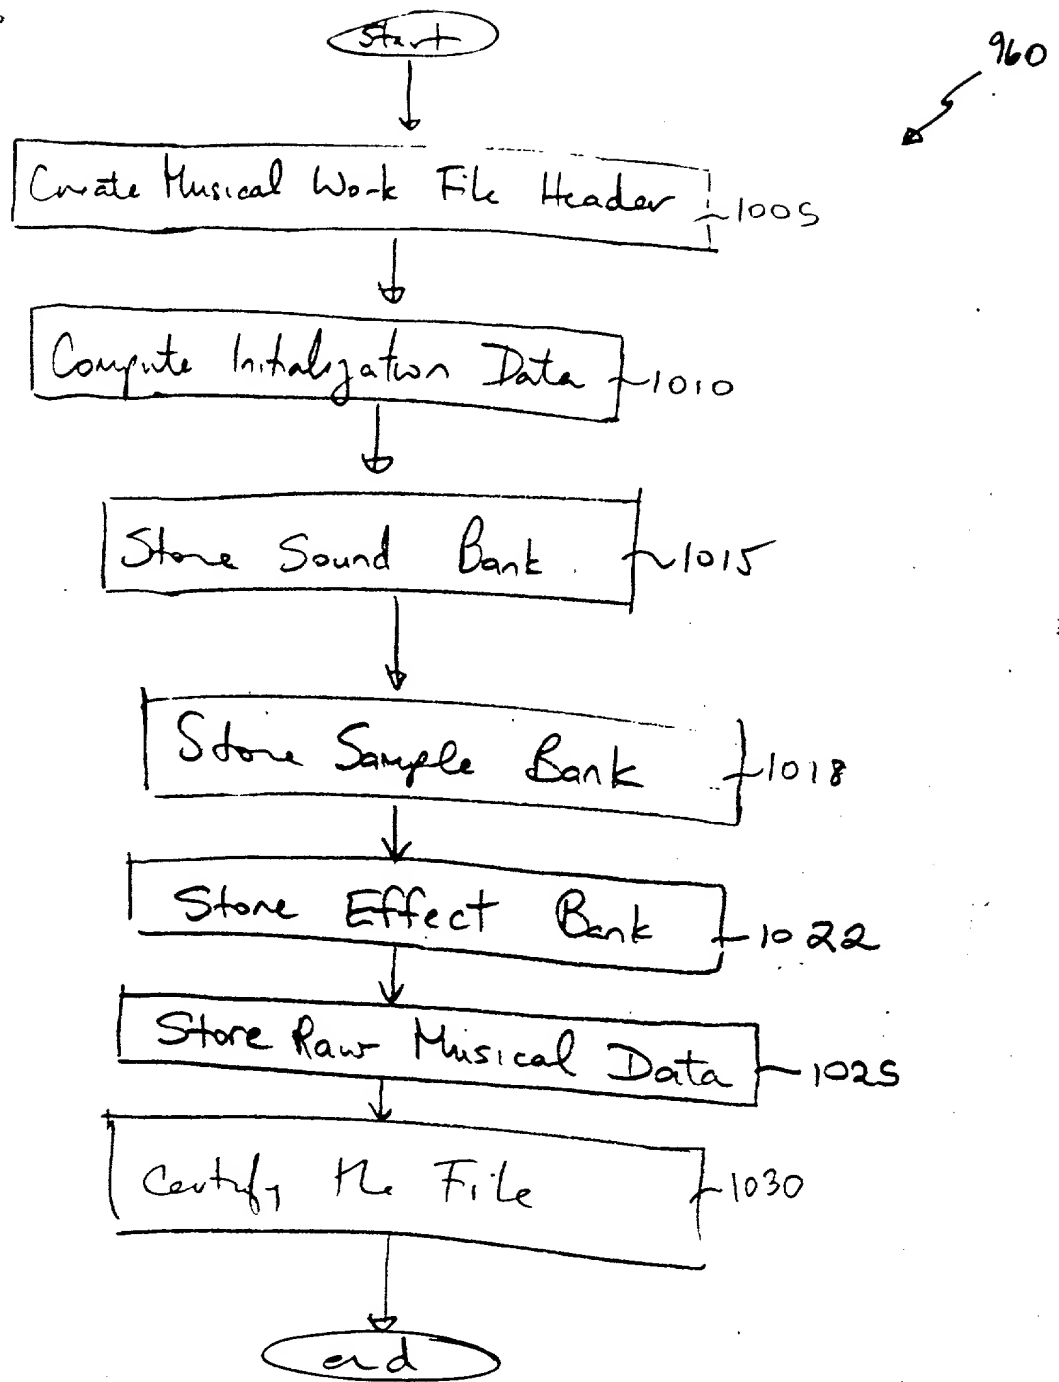 Start
960
Create Musical Work File Header ~1005
Compute Initialization Data ~1010
Store Sound Bank ~1015
Store Sample Bank ~1018
Store Effect Bank ~1022
Store Raw Musical Data ~1025
Certify the File ~1030
end